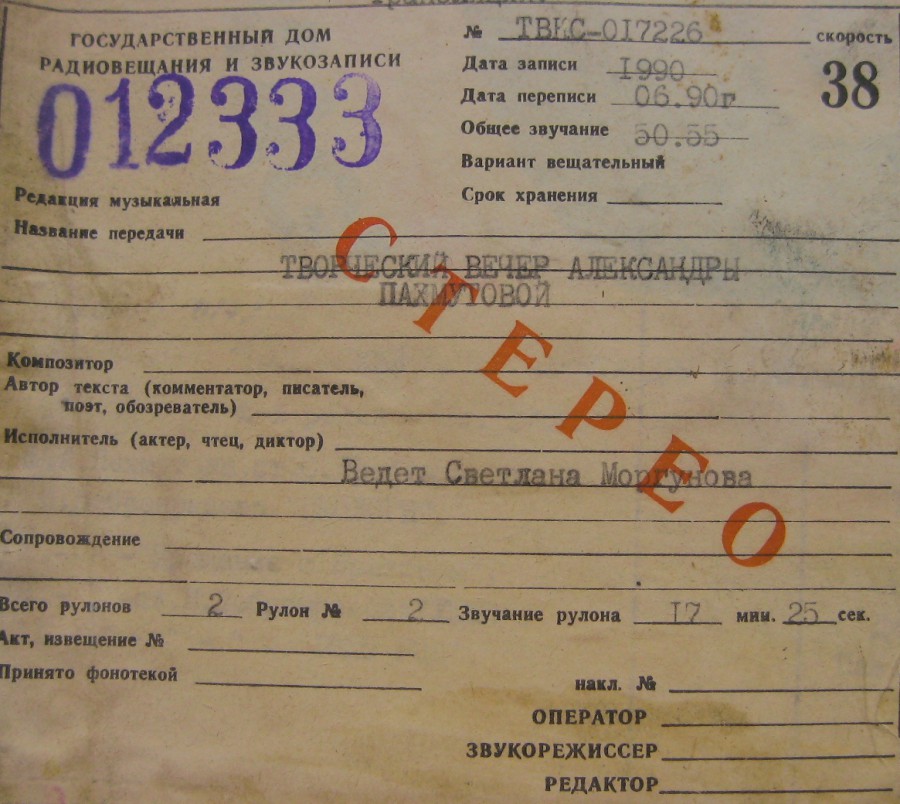 ГОСУДАРСТВЕННЫЙ ДОМ
РАДИОВЕЩАНИЯ И ЗВУКОЗАПИСИ
012333
№ ТВКС-017226
скорость
38
Дата записи 1990
Дата переписи 06.90г
Общее звучание 50.55
Вариант вещательный
Срок хранения
Редакция музыкальная
Название передачи
ТВОРЧЕСКИЙ ВЕЧЕР АЛЕКСАНДРЫ
ПАХМУТОВОЙ
СТЕРЕО
Композитор
Автор текста (комментатор, писатель,
поэт, обозреватель)
Исполнитель (актер, чтец, диктор)
Ведет Светлана Моргунова
Сопровождение
Всего рулонов 2 Рулон № 2 Звучание рулона 17 мин. 25 сек.
Акт, извещение №
Принято фонотекой
накл. №
ОПЕРАТОР
ЗВУКОРЕЖИССЕР
РЕДАКТОР